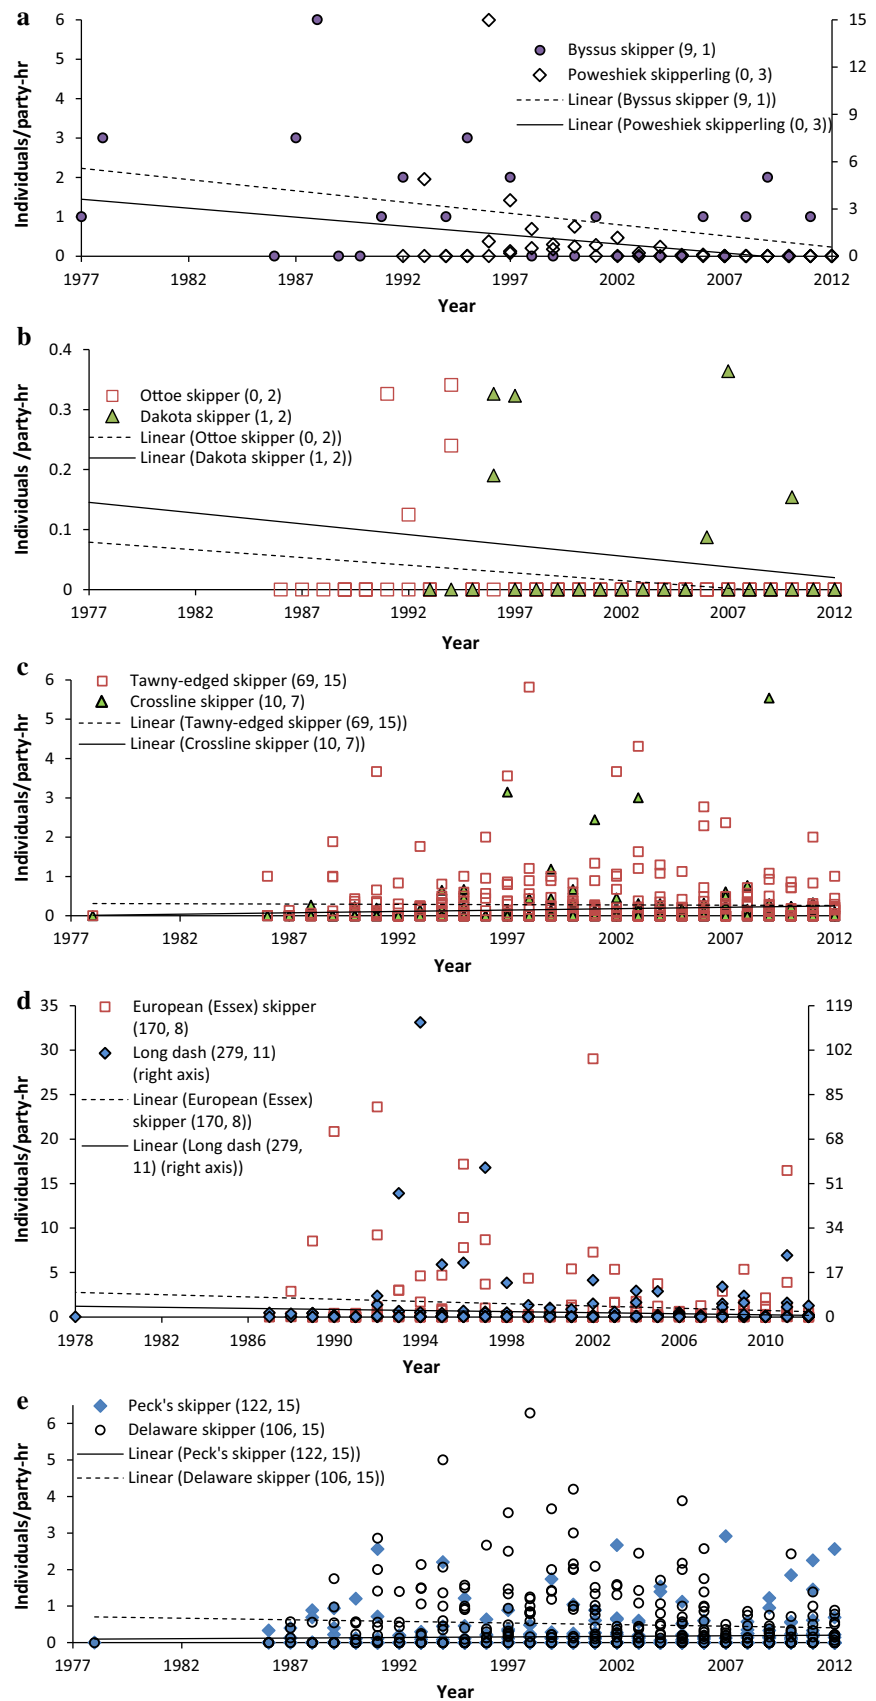 a
6
5
4
3
2
1
0
15
12
9
6
3
0
Individuals/party-hr
Byssus skipper (9, 1)
Poweshiek skipperling (0, 3)
Linear (Byssus skipper (9, 1))
Linear (Poweshiek skipperling (0, 3))
1977 1982 1987 1992 1997 2002 2007 2012
Year
b
0.4
0.3
0.2
0.1
0
Individuals /party-hr
Ottoe skipper (0, 2)
Dakota skipper (1, 2)
Linear (Ottoe skipper (0, 2))
Linear (Dakota skipper (1, 2))
1977 1982 1987 1992 1997 2002 2007 2012
Year
c
6
5
4
3
2
1
0
Individuals/party-hr
Tawny-edged skipper (69, 15)
Crossline skipper (10, 7)
Linear (Tawny-edged skipper (69, 15))
Linear (Crossline skipper (10, 7))
1977 1982 1987 1992 1997 2002 2007 2012
Year
d
35
30
25
20
15
10
5
0
119
102
85
68
51
34
17
0
Individuals/party-hr
European (Essex) skipper
(170, 8)
Long dash (279, 11)
(right axis)
Linear (European (Essex)
skipper (170, 8))
Linear (Long dash (279,
11) (right axis))
1978 1982 1986 1990 1994 1998 2002 2006 2010
Year
e
6
5
4
3
2
1
0
Individuals/party-hr
Peck's skipper (122, 15)
Delaware skipper (106, 15)
Linear (Peck's skipper (122, 15))
Linear (Delaware skipper (106, 15))
1977 1982 1987 1992 1997 2002 2007 2012
Year